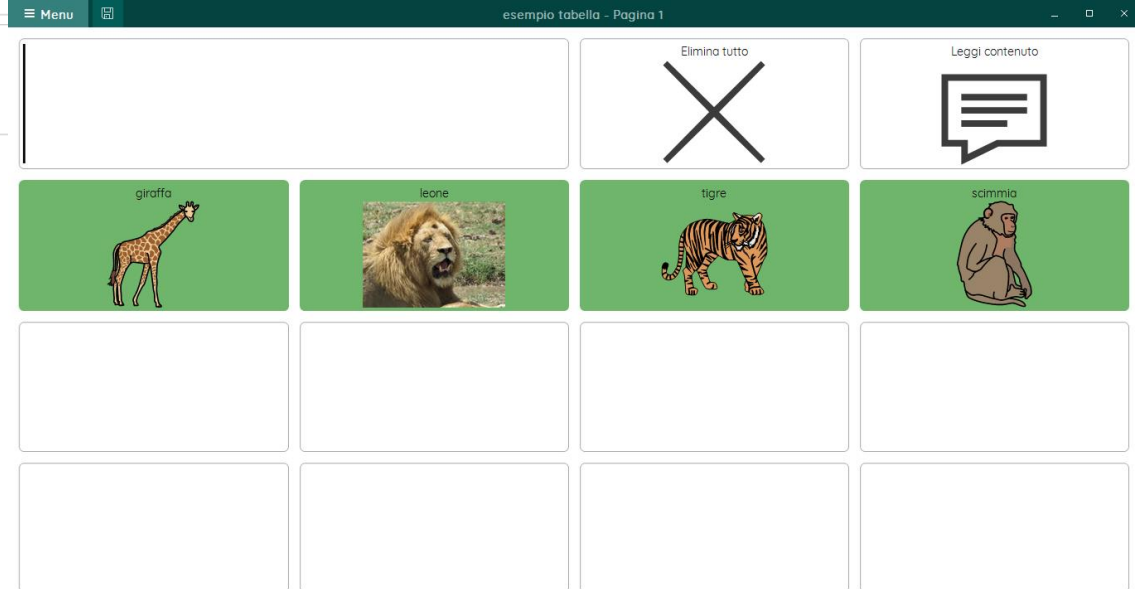 Menu
esempio tabella - Pagina 1
Elimina tutto
Leggi contenuto
giraffa
leone
tigre
scimmia